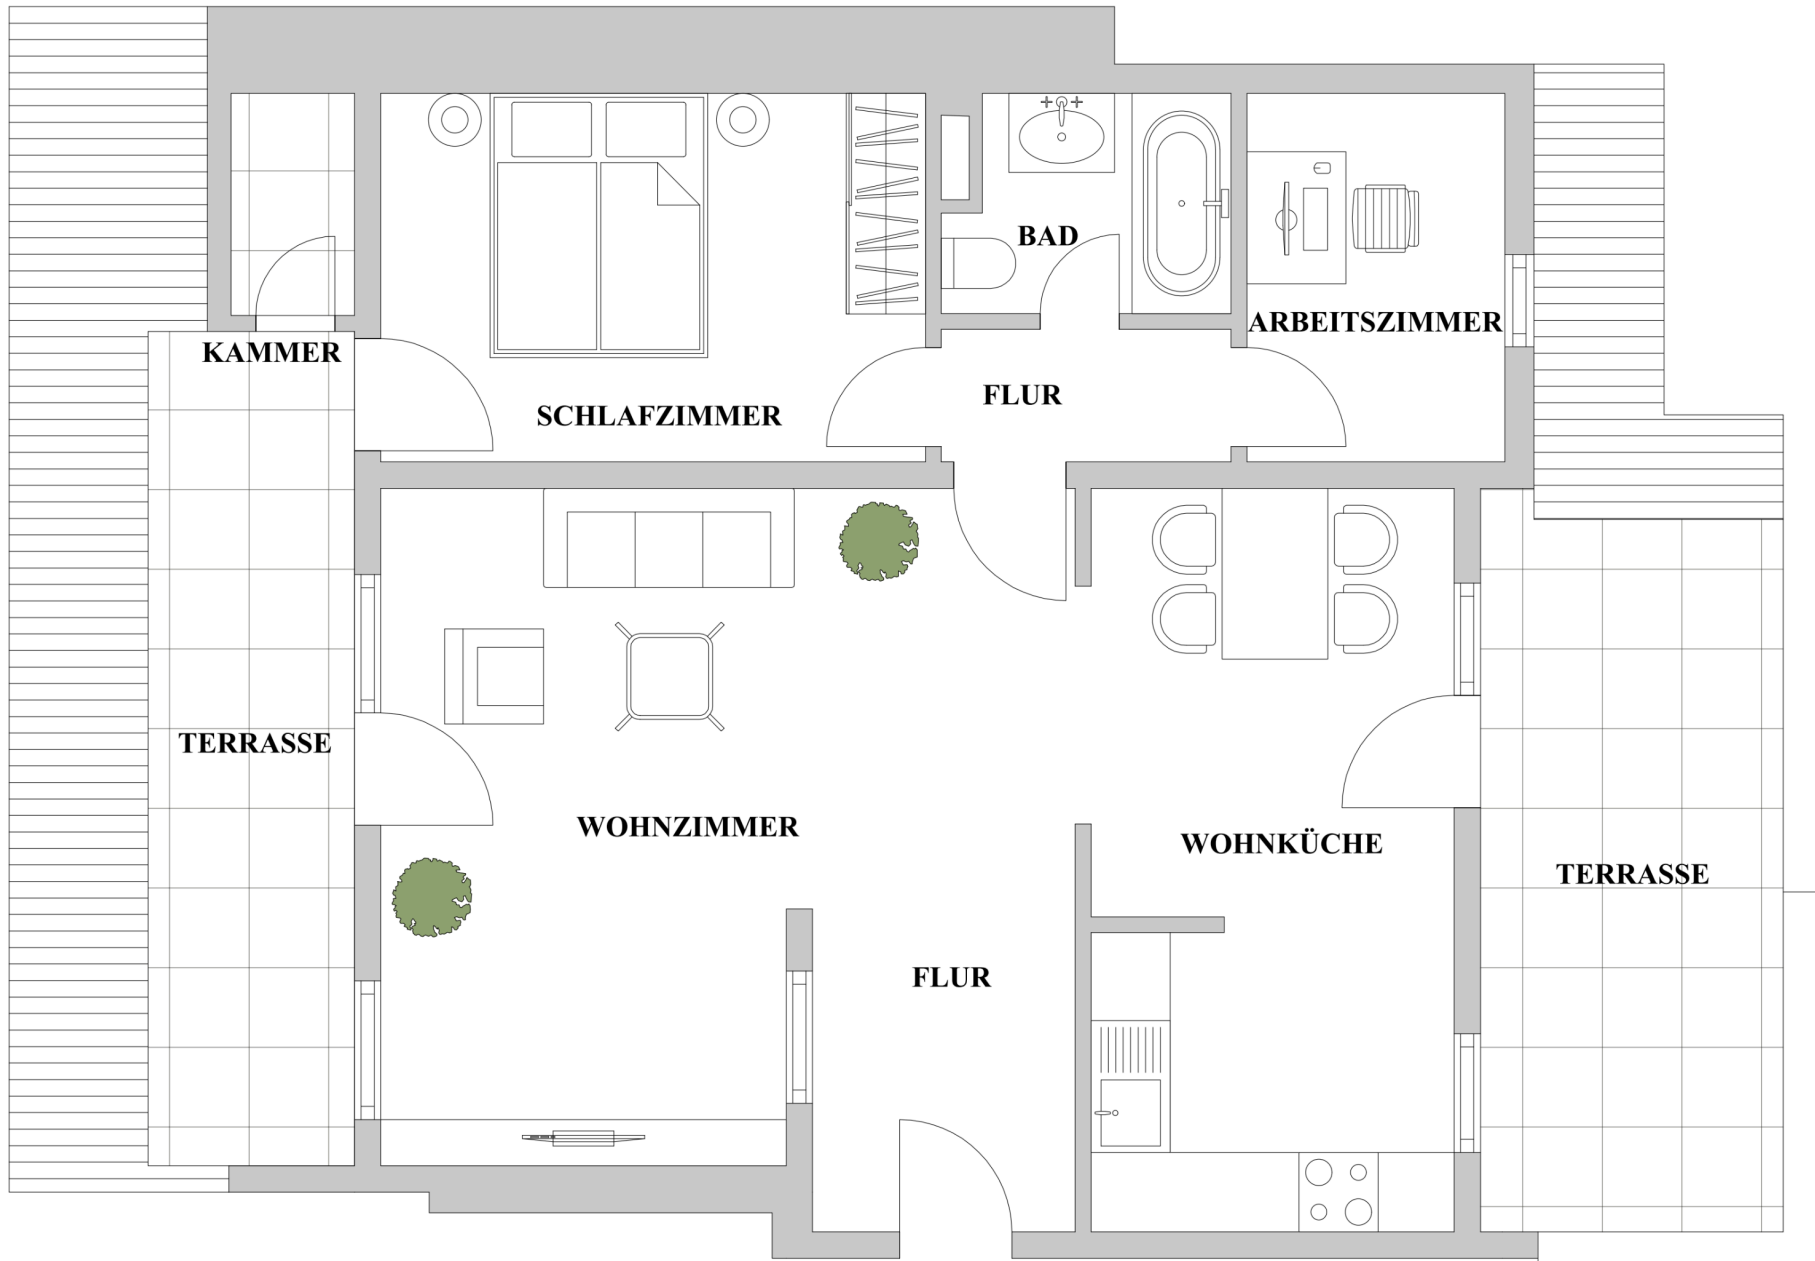 BAD
ARBEITSZIMMER
KAMMER
SCHLAFZIMMER
FLUR
TERRASSE
WOHNZIMMER
WOHNKÜCHE
TERRASSE
FLUR